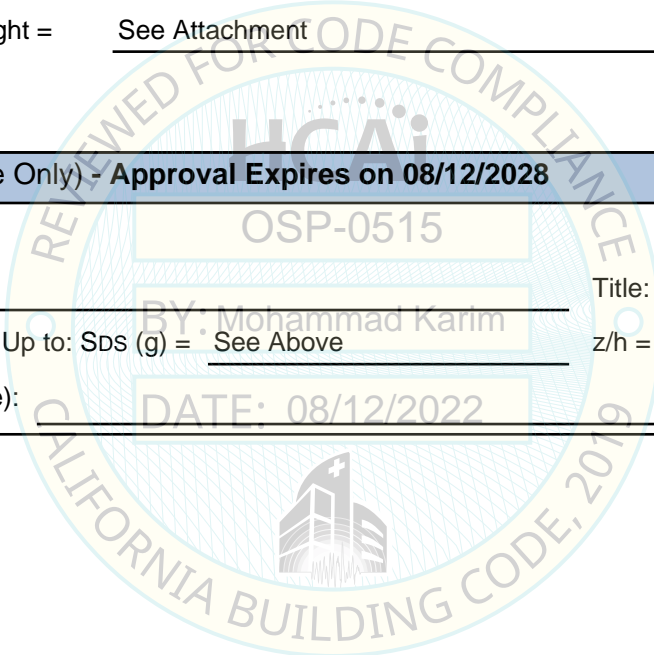 ght = See Attachment
REVIEWED FOR CODE COMPLIANCE
HCAi
e Only) - Approval Expires on 08/12/2028
OSP-0515
Title:
BY: Mohammad Karim
Up to: SDS (g) = See Above z/h =
e):
DATE: 08/12/2022
CALIFORNIA BUILDING CODE, 2019